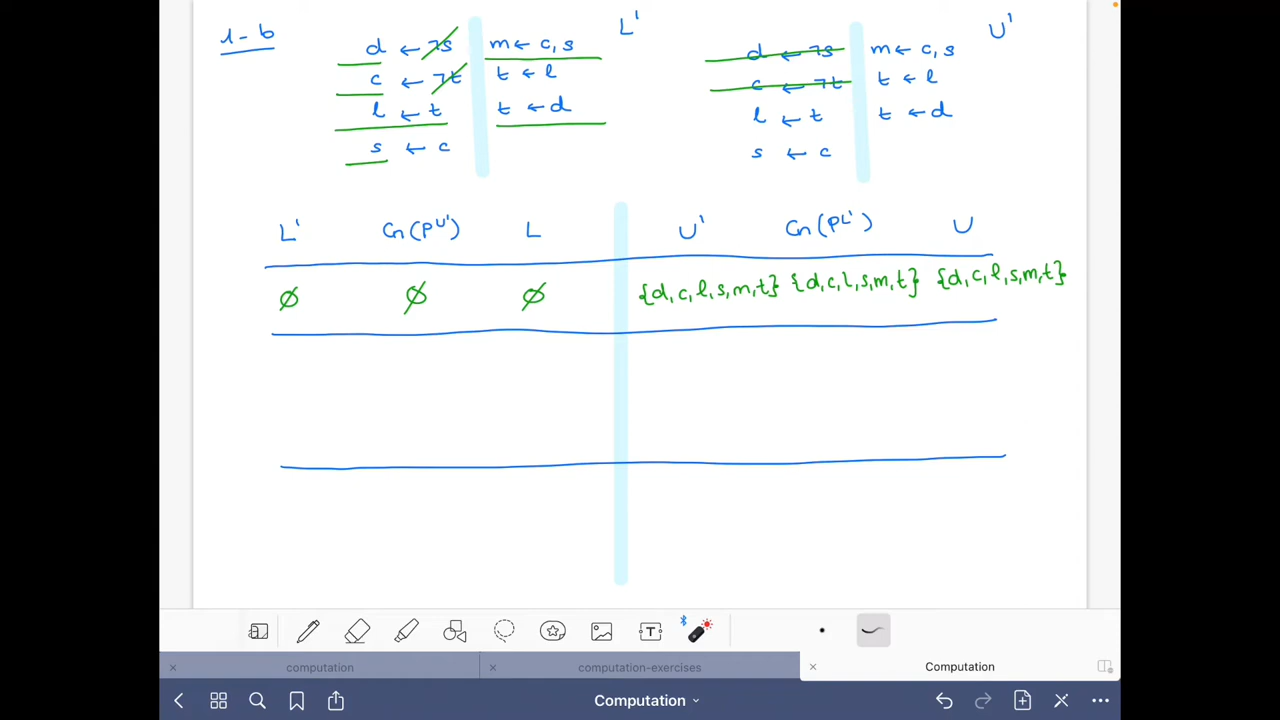 1-b
d ← ¬s m ← c, s L'
c ← ¬t t ← l
l ← t t ← d
s ← c
d ← ¬s m ← c, s U'
c ← ¬t t ← l
l ← t t ← d
s ← c
L' Cn(P^U') L U' Cn(P^L') U
∅ ∅ ∅ {d, c, l, s, m, t} {d, c, l, s, m, t} {d, c, l, s, m, t}
T
computation computation-exercises Computation
Computation